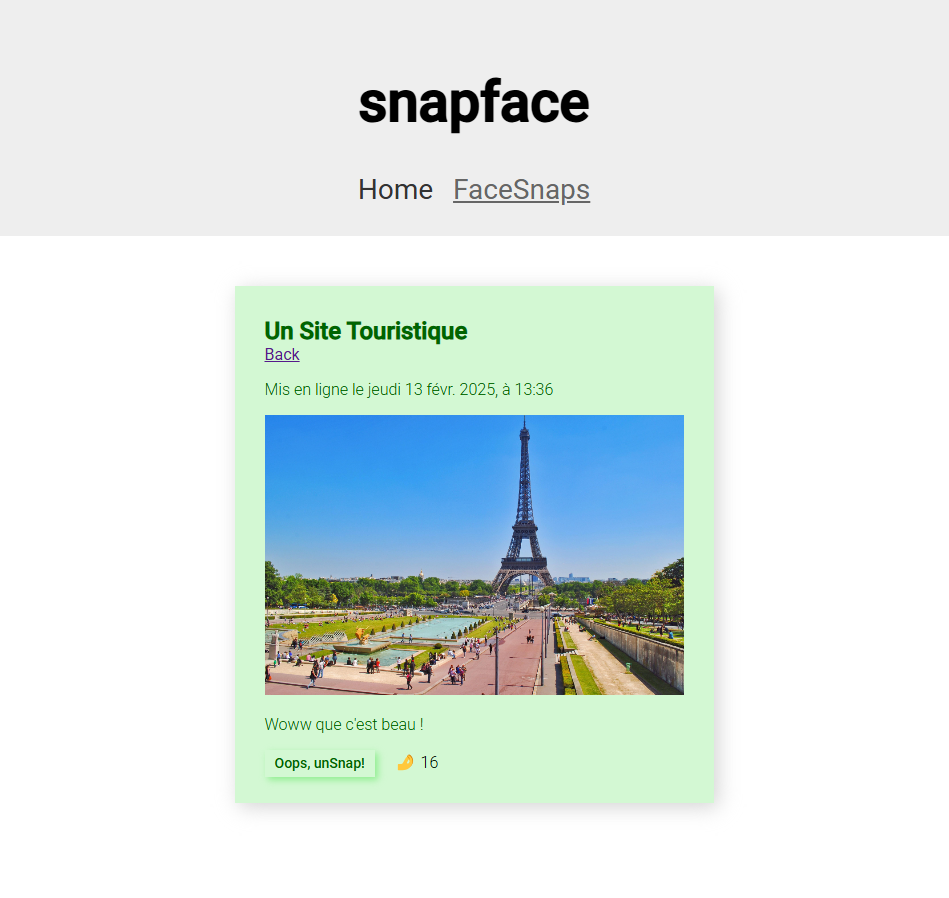 snapface
Home FaceSnaps
Un Site Touristique
Back
Mis en ligne le jeudi 13 févr. 2025, à 13:36
Woww que c'est beau !
Oops, unSnap! 🤌 16